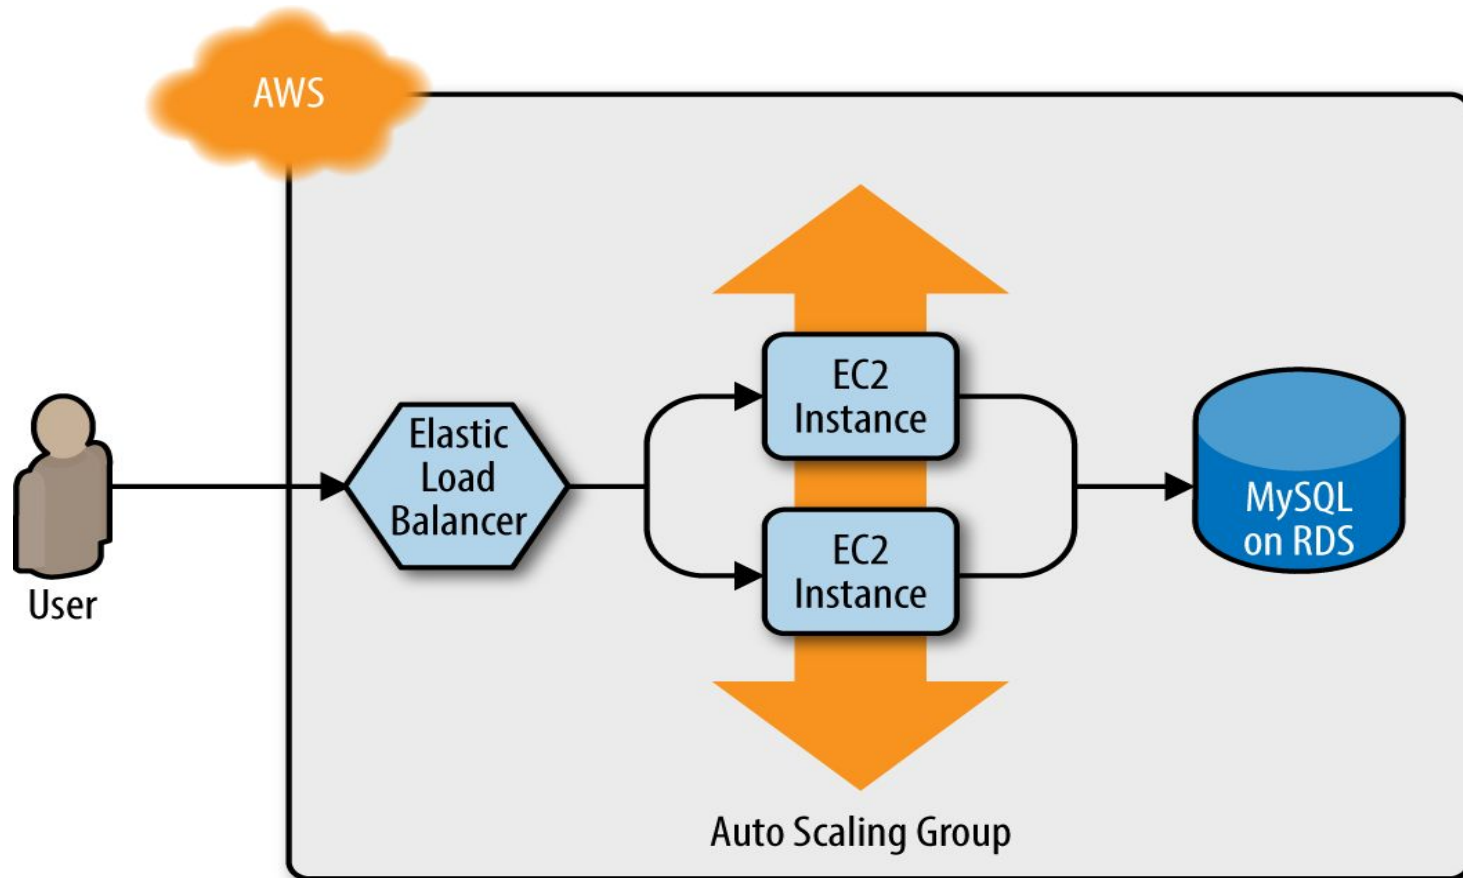 AWS
User
Elastic
Load
Balancer
EC2
Instance
EC2
Instance
MySQL
on RDS
Auto Scaling Group